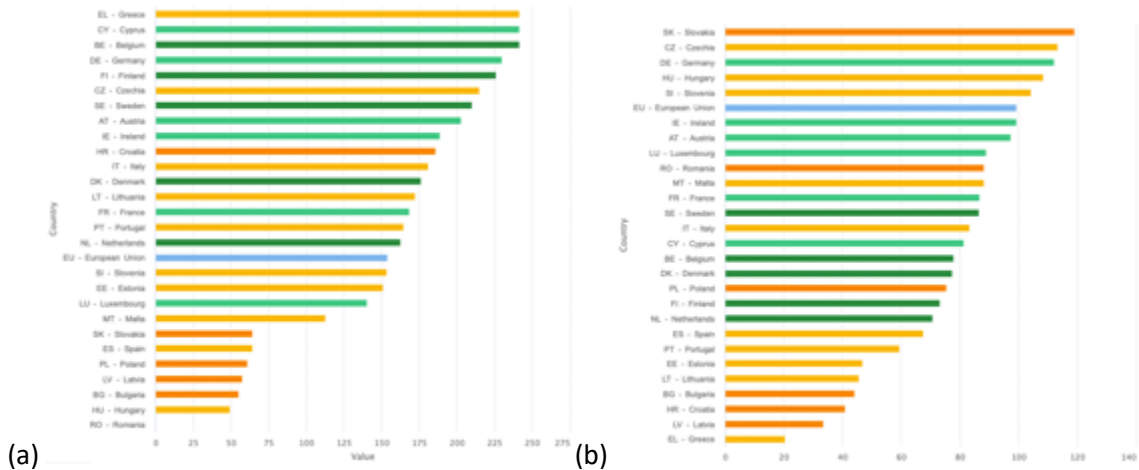 EL - Greece
CY - Cyprus
BE - Belgium
DE - Germany
FI - Finland
CZ - Czechia
SE - Sweden
AT - Austria
IE - Ireland
HR - Croatia
IT - Italy
DK - Denmark
LT - Lithuania
FR - France
PT - Portugal
NL - Netherlands
EU - European Union
SI - Slovenia
EE - Estonia
LU - Luxembourg
MT - Malta
SK - Slovakia
ES - Spain
PL - Poland
LV - Latvia
BG - Bulgaria
HU - Hungary
RO - Romania
Country
0 25 50 75 100 125 150 175 200 225 250 275
Value
(a)
SK - Slovakia
CZ - Czechia
DE - Germany
HU - Hungary
SI - Slovenia
EU - European Union
IE - Ireland
AT - Austria
LU - Luxembourg
RO - Romania
MT - Malta
FR - France
SE - Sweden
IT - Italy
CY - Cyprus
BE - Belgium
DK - Denmark
PL - Poland
FI - Finland
NL - Netherlands
ES - Spain
PT - Portugal
EE - Estonia
LT - Lithuania
BG - Bulgaria
HR - Croatia
LV - Latvia
EL - Greece
Country
0 20 40 60 80 100 120 140
(b)